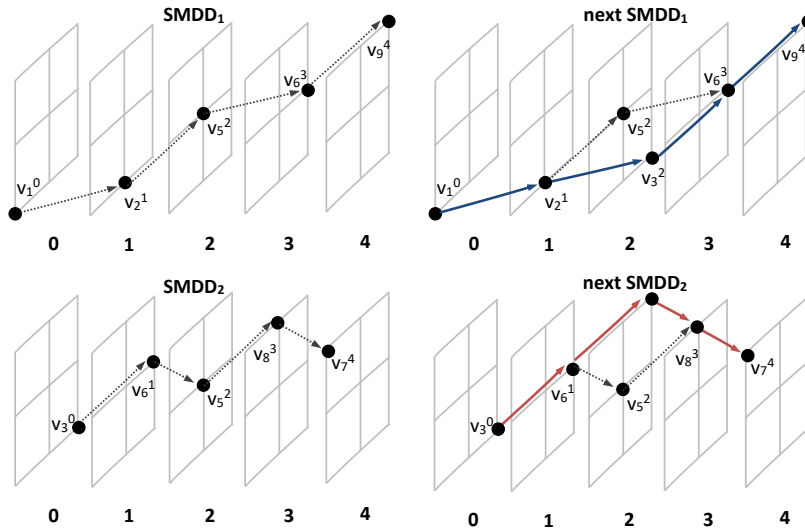 SMDD₁
v₁⁰
v₂¹
v₅²
v₆³
v₉⁴
0 1 2 3 4
next SMDD₁
v₁⁰
v₂¹
v₅²
v₃²
v₆³
v₉⁴
0 1 2 3 4
SMDD₂
v₃⁰
v₆¹
v₅²
v₈³
v₇⁴
0 1 2 3 4
next SMDD₂
v₃⁰
v₆¹
v₅²
v₈³
v₇⁴
0 1 2 3 4